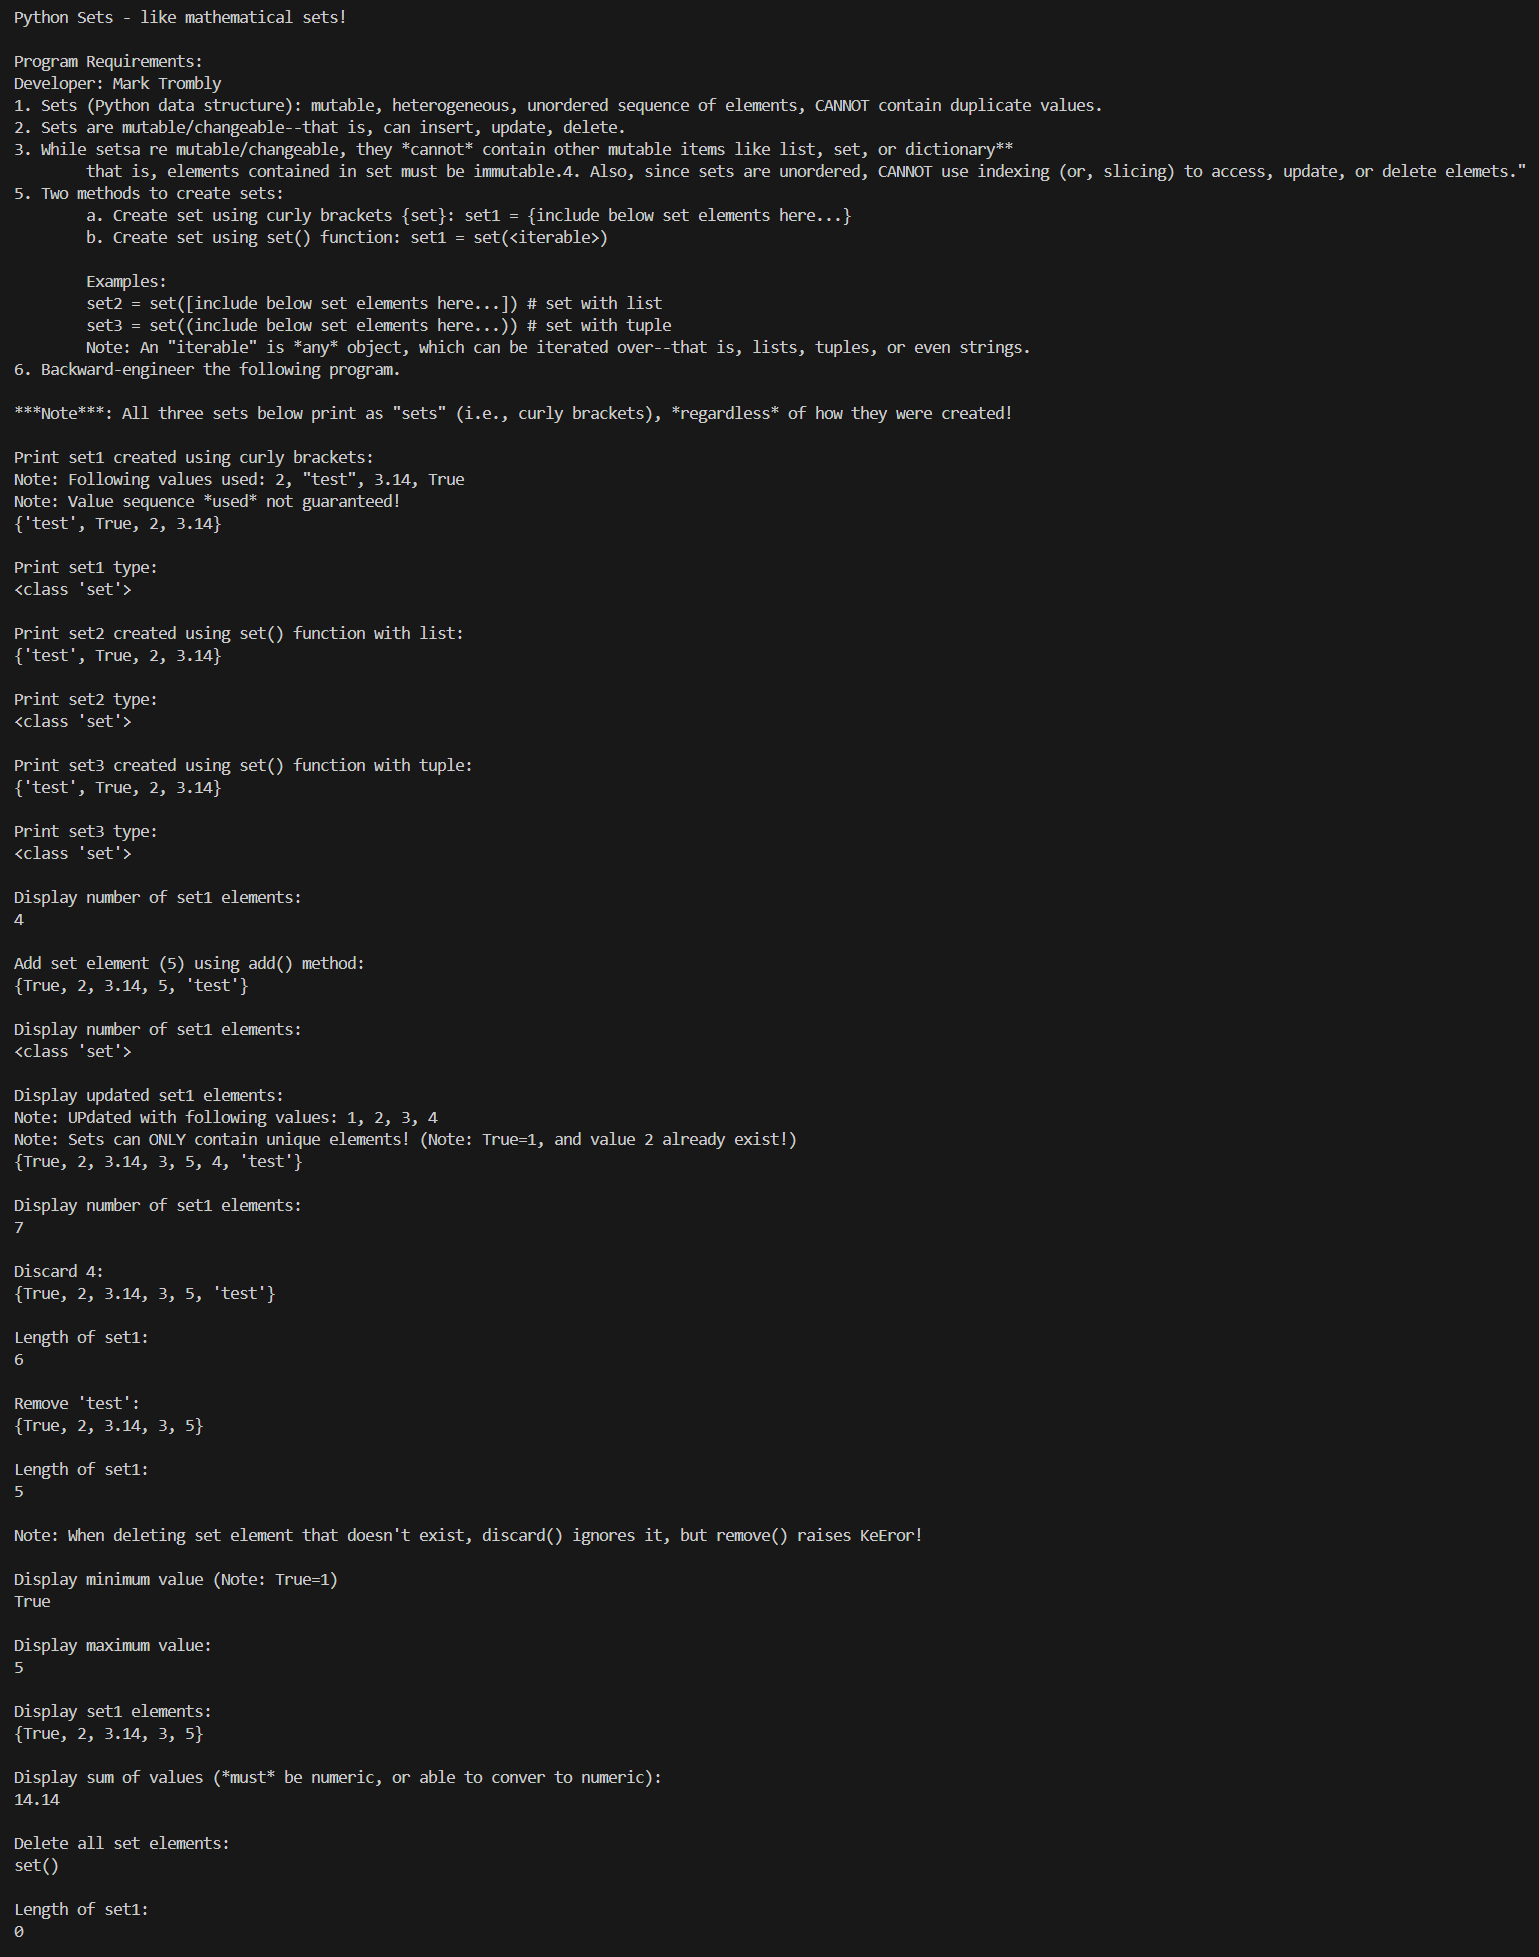 Python Sets - like mathematical sets!
Program Requirements:
Developer: Mark Trombly
1. Sets (Python data structure): mutable, heterogeneous, unordered sequence of elements, CANNOT contain duplicate values.
2. Sets are mutable/changeable--that is, can insert, update, delete.
3. While setsa re mutable/changeable, they *cannot* contain other mutable items like list, set, or dictionary**
that is, elements contained in set must be immutable.4. Also, since sets are unordered, CANNOT use indexing (or, slicing) to access, update, or delete elemets."
5. Two methods to create sets:
a. Create set using curly brackets {set}: set1 = {include below set elements here...}
b. Create set using set() function: set1 = set(<iterable>)
Examples:
set2 = set([include below set elements here...]) # set with list
set3 = set((include below set elements here...)) # set with tuple
Note: An "iterable" is *any* object, which can be iterated over--that is, lists, tuples, or even strings.
6. Backward-engineer the following program.
***Note***: All three sets below print as "sets" (i.e., curly brackets), *regardless* of how they were created!
Print set1 created using curly brackets:
Note: Following values used: 2, "test", 3.14, True
Note: Value sequence *used* not guaranteed!
{'test', True, 2, 3.14}
Print set1 type:
<class 'set'>
Print set2 created using set() function with list:
{'test', True, 2, 3.14}
Print set2 type:
<class 'set'>
Print set3 created using set() function with tuple:
{'test', True, 2, 3.14}
Print set3 type:
<class 'set'>
Display number of set1 elements:
4
Add set element (5) using add() method:
{True, 2, 3.14, 5, 'test'}
Display number of set1 elements:
<class 'set'>
Display updated set1 elements:
Note: UPdated with following values: 1, 2, 3, 4
Note: Sets can ONLY contain unique elements! (Note: True=1, and value 2 already exist!)
{True, 2, 3.14, 3, 5, 4, 'test'}
Display number of set1 elements:
7
Discard 4:
{True, 2, 3.14, 3, 5, 'test'}
Length of set1:
6
Remove 'test':
{True, 2, 3.14, 3, 5}
Length of set1:
5
Note: When deleting set element that doesn't exist, discard() ignores it, but remove() raises KeEror!
Display minimum value (Note: True=1)
True
Display maximum value:
5
Display set1 elements:
{True, 2, 3.14, 3, 5}
Display sum of values (*must* be numeric, or able to conver to numeric):
14.14
Delete all set elements:
set()
Length of set1:
0